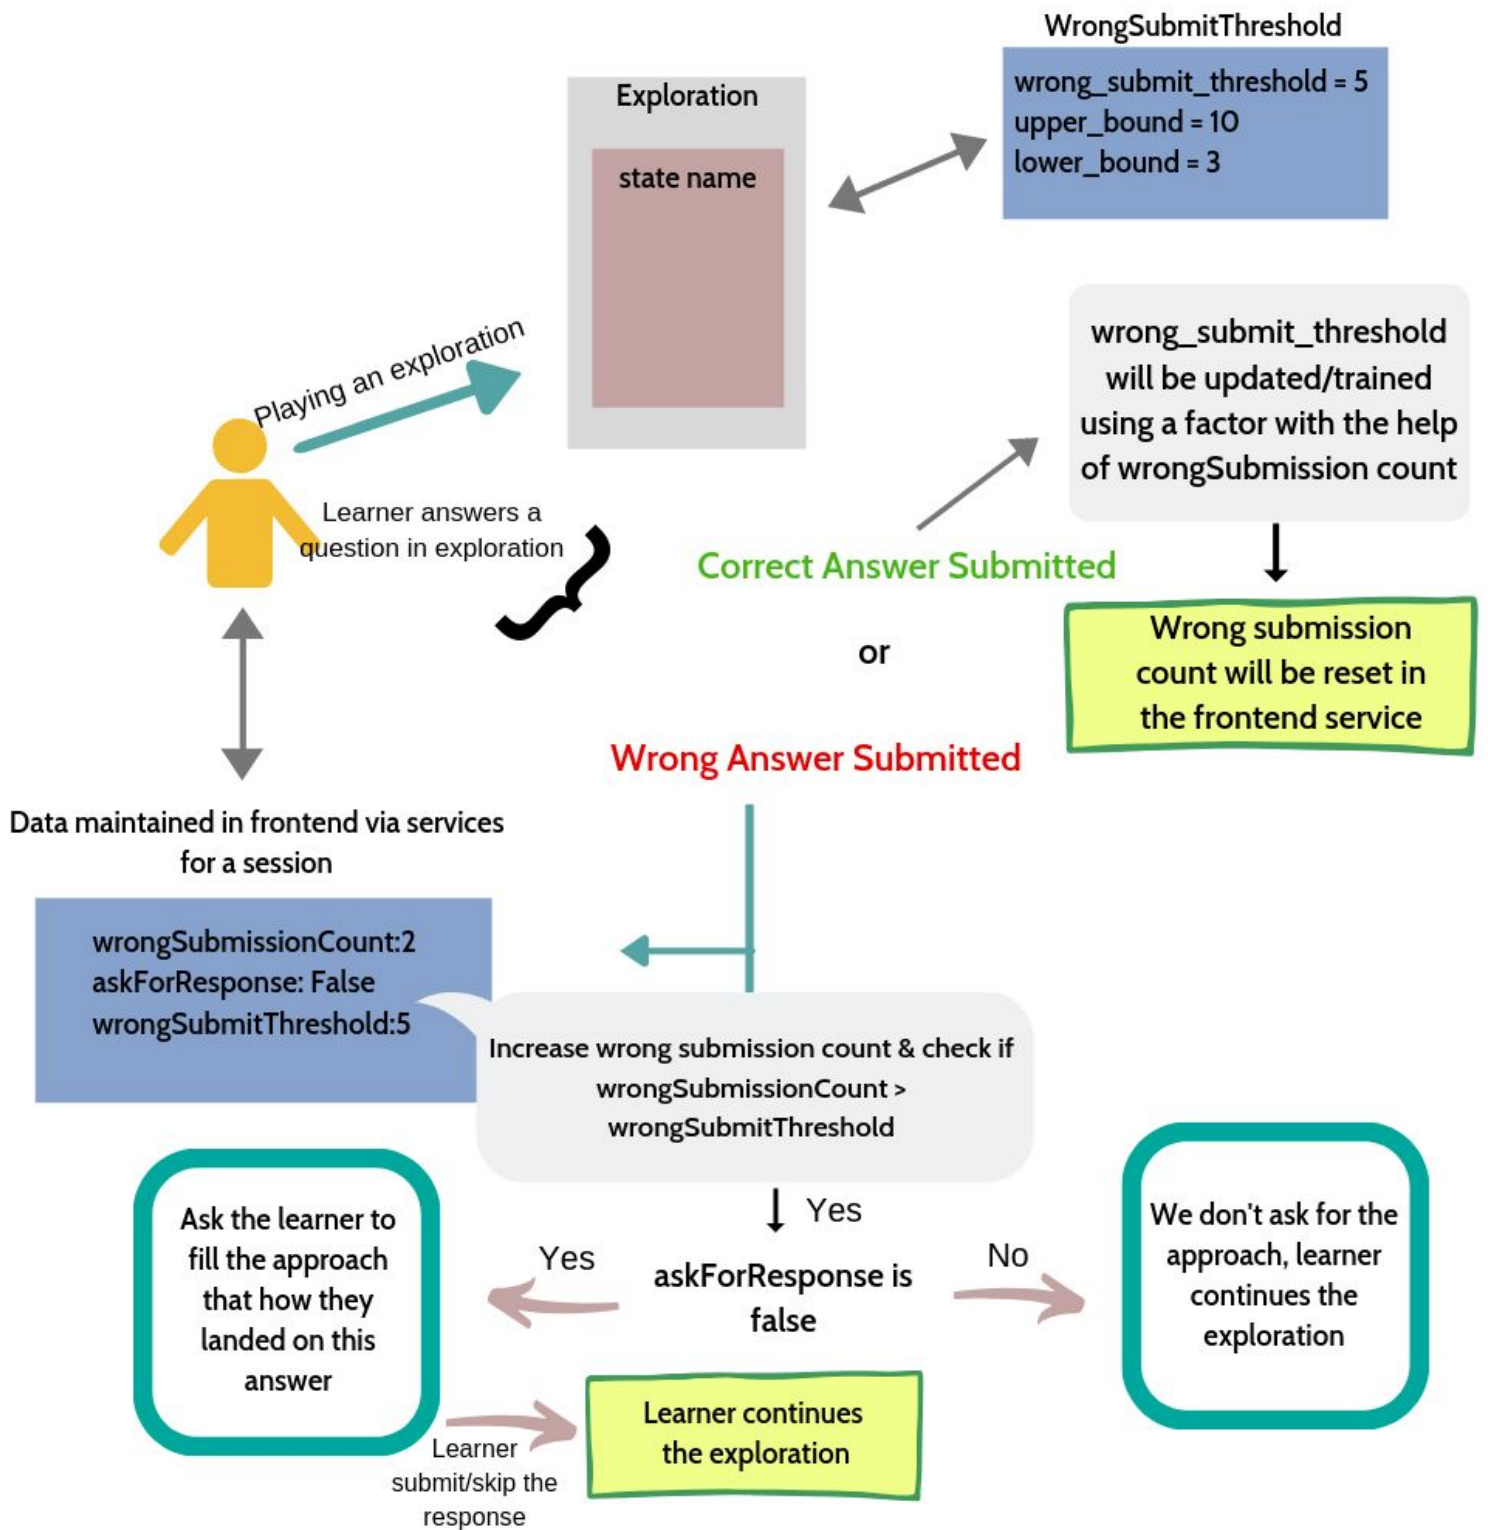 WrongSubmitThreshold
wrong_submit_threshold = 5
upper_bound = 10
lower_bound = 3
Exploration
state name
Playing an exploration
wrong_submit_threshold
will be updated/trained
using a factor with the help
of wrongSubmission count
Learner answers a
question in exploration
Correct Answer Submitted
or
Wrong Answer Submitted
Wrong submission
count will be reset in
the frontend service
Data maintained in frontend via services
for a session
wrongSubmissionCount:2
askForResponse: False
wrongSubmitThreshold:5
Increase wrong submission count & check if
wrongSubmissionCount >
wrongSubmitThreshold
Yes
askForResponse is
false
Yes
No
Ask the learner to
fill the approach
that how they
landed on this
answer
We don't ask for the
approach, learner
continues the
exploration
Learner
submit/skip the
response
Learner continues
the exploration